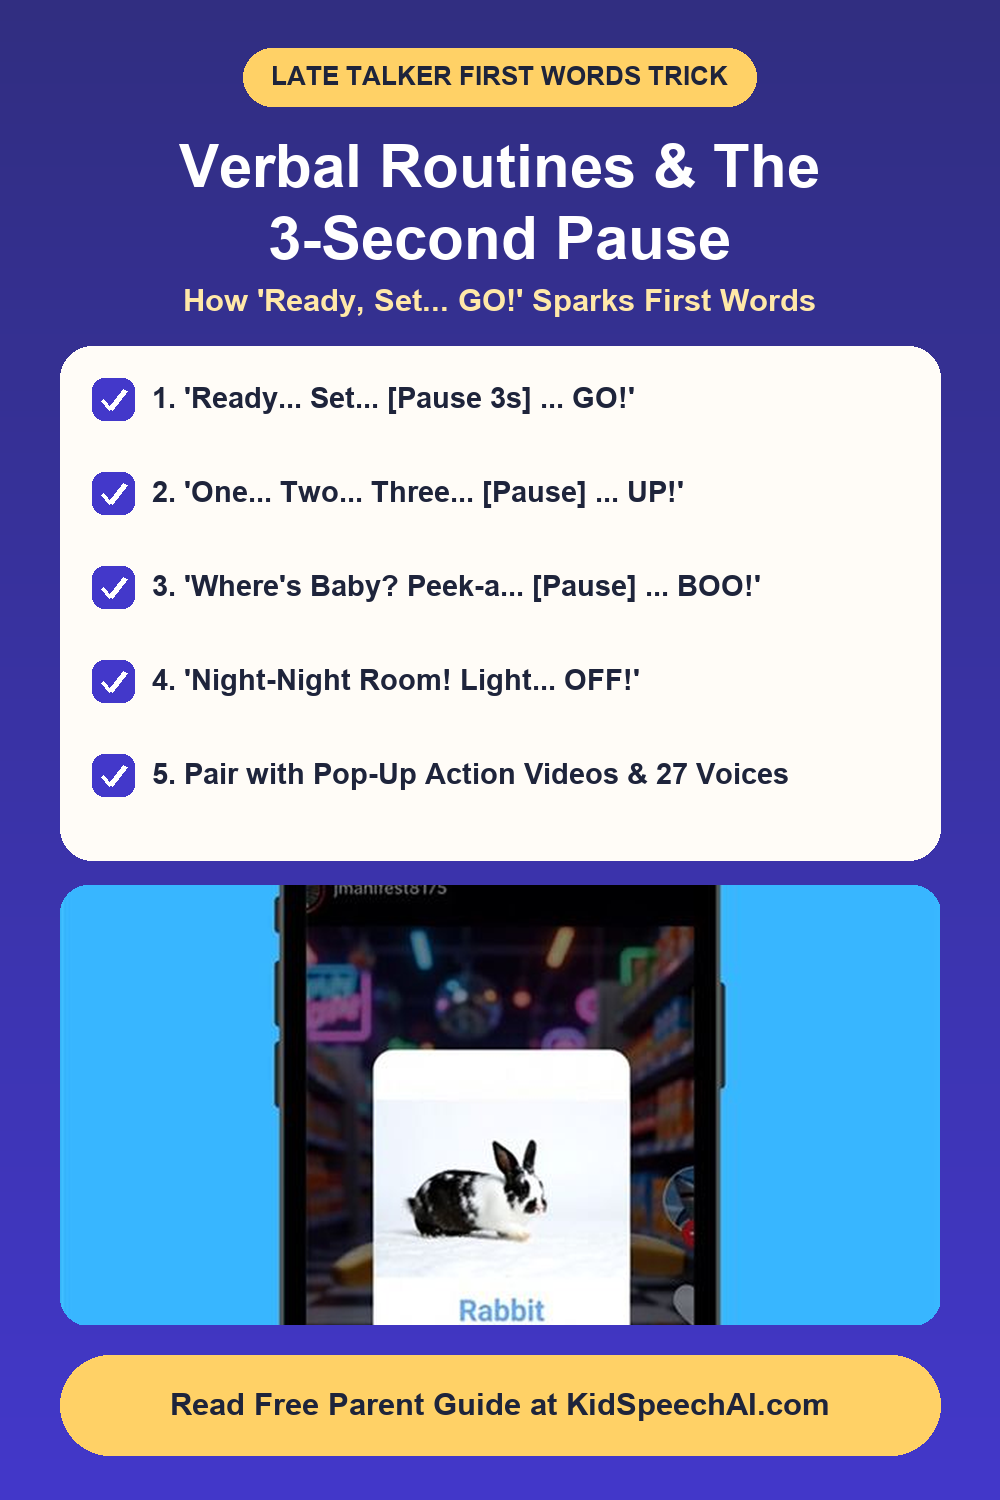 LATE TALKER FIRST WORDS TRICK
Verbal Routines & The
3-Second Pause
How 'Ready, Set... GO!' Sparks First Words
1. 'Ready... Set... [Pause 3s] ... GO!'
2. 'One... Two... Three... [Pause] ... UP!'
3. 'Where's Baby? Peek-a... [Pause] ... BOO!'
4. 'Night-Night Room! Light... OFF!'
5. Pair with Pop-Up Action Videos & 27 Voices
jmanifest8175
Rabbit
Read Free Parent Guide at KidSpeechAI.com